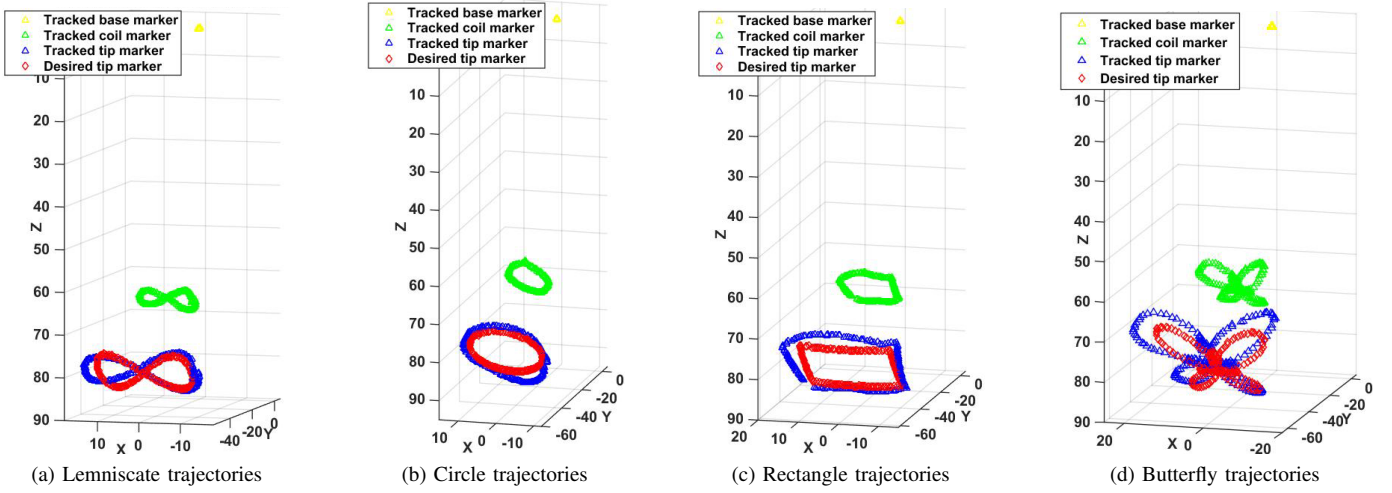 Tracked base marker
Tracked coil marker
Tracked tip marker
Desired tip marker
10
20
30
40
50
60
70
80
90
Z
10
0
-10
X
-40
-20
0
Y
(a) Lemniscate trajectories
Tracked base marker
Tracked coil marker
Tracked tip marker
Desired tip marker
10
20
30
40
50
60
70
80
90
Z
10
0
-10
X
-60
-40
-20
0
Y
(b) Circle trajectories
Tracked base marker
Tracked coil marker
Tracked tip marker
Desired tip marker
10
20
30
40
50
60
70
80
90
Z
20
10
0
-10
X
-60
-40
-20
0
Y
(c) Rectangle trajectories
Tracked base marker
Tracked coil marker
Tracked tip marker
Desired tip marker
10
20
30
40
50
60
70
80
90
Z
20
X
0
-20
-60
-40
-20
0
Y
(d) Butterfly trajectories